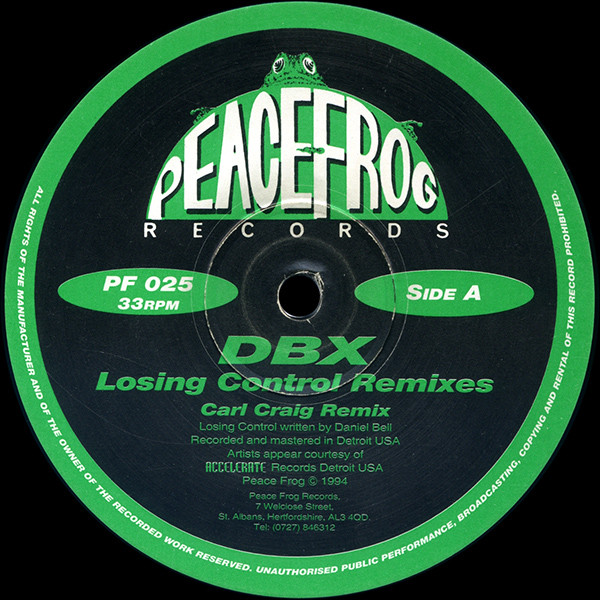 PEACEFROG
RECORDS
PF 025
33RPM
SIDE A
DBX
Losing Control Remixes
Carl Craig Remix
Losing Control written by Daniel Bell
Recorded and mastered in Detroit USA
Artists appear courtesy of
ACCELERATE Records Detroit USA
Peace Frog © 1994
Peace Frog Records,
7 Welclose Street,
St. Albans, Hertfordshire, AL3 4QD.
Tel: (0727) 846312
ALL RIGHTS OF THE MANUFACTURER AND OF THE OWNER OF THE RECORDED WORK RESERVED. UNAUTHORISED PUBLIC PERFORMANCE, BROADCASTING, COPYING AND RENTAL OF THIS RECORD PROHIBITED.